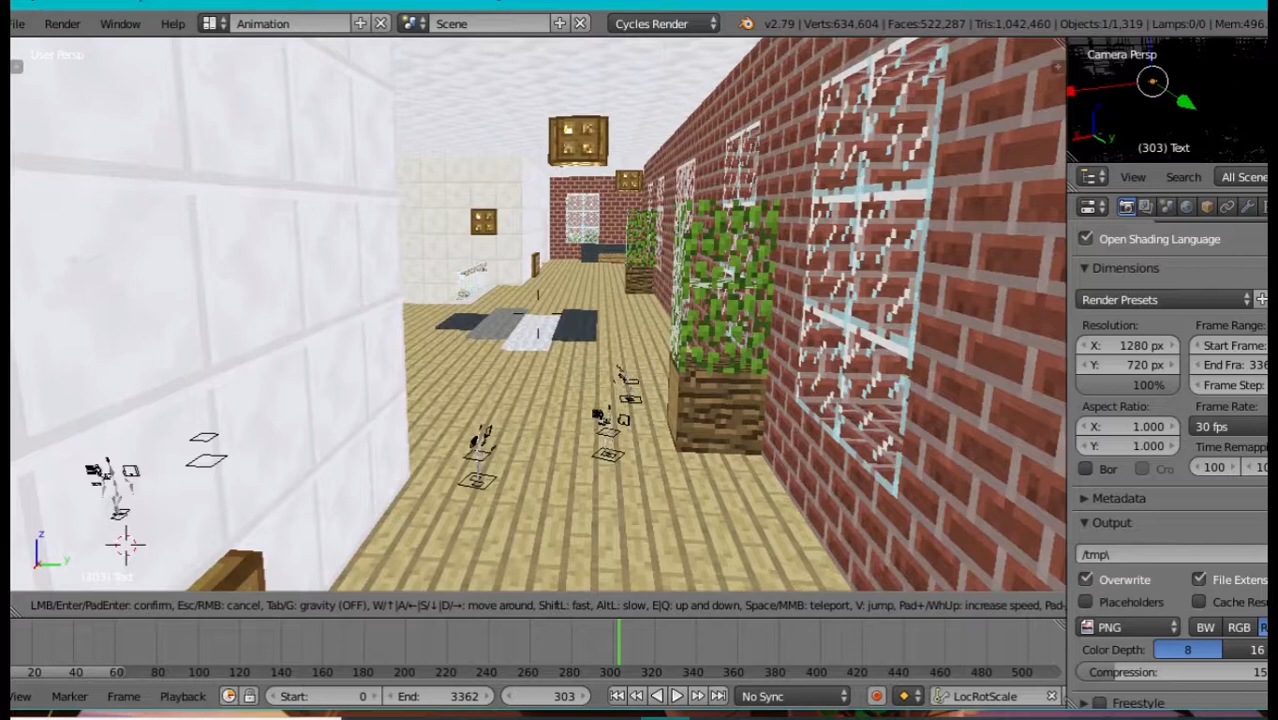 File Render Window Help Animation Scene Cycles Render v2.79 | Verts:634,604 | Faces:522,287 | Tris:1,042,460 | Objects:1/1,319 | Lamps:0/0 | Mem:496.
User Persp
Camera Persp
(303) Text
View Search All Scene
Open Shading Language
Dimensions
Render Presets
Resolution: Frame Range:
X: 1280 px Start Frame:
Y: 720 px End Fra: 336
100% Frame Step:
Aspect Ratio: Frame Rate:
X: 1.000 30 fps
Y: 1.000 Time Remapping
Bor Cro 100 10
Metadata
Output
/tmp\
Overwrite File Extens
Placeholders Cache Res
PNG BW RGB R
Color Depth: 8 16
Compression: 15
Freestyle
z
y
(303) Text
LMB/Enter/PadEnter: confirm, Esc/RMB: cancel, Tab/G: gravity (OFF), W/↑|A/←|S/↓|D/→: move around, ShiftL: fast, AltL: slow, E|Q: up and down, Space/MMB: teleport, V: jump, Pad+/WhUp: increase speed, Pad-
20 40 60 80 100 120 140 160 180 200 220 240 260 280 300 320 340 360 380 400 420 440 460 480 500
View Marker Frame Playback Start: 0 End: 3362 303 No Sync LocRotScale